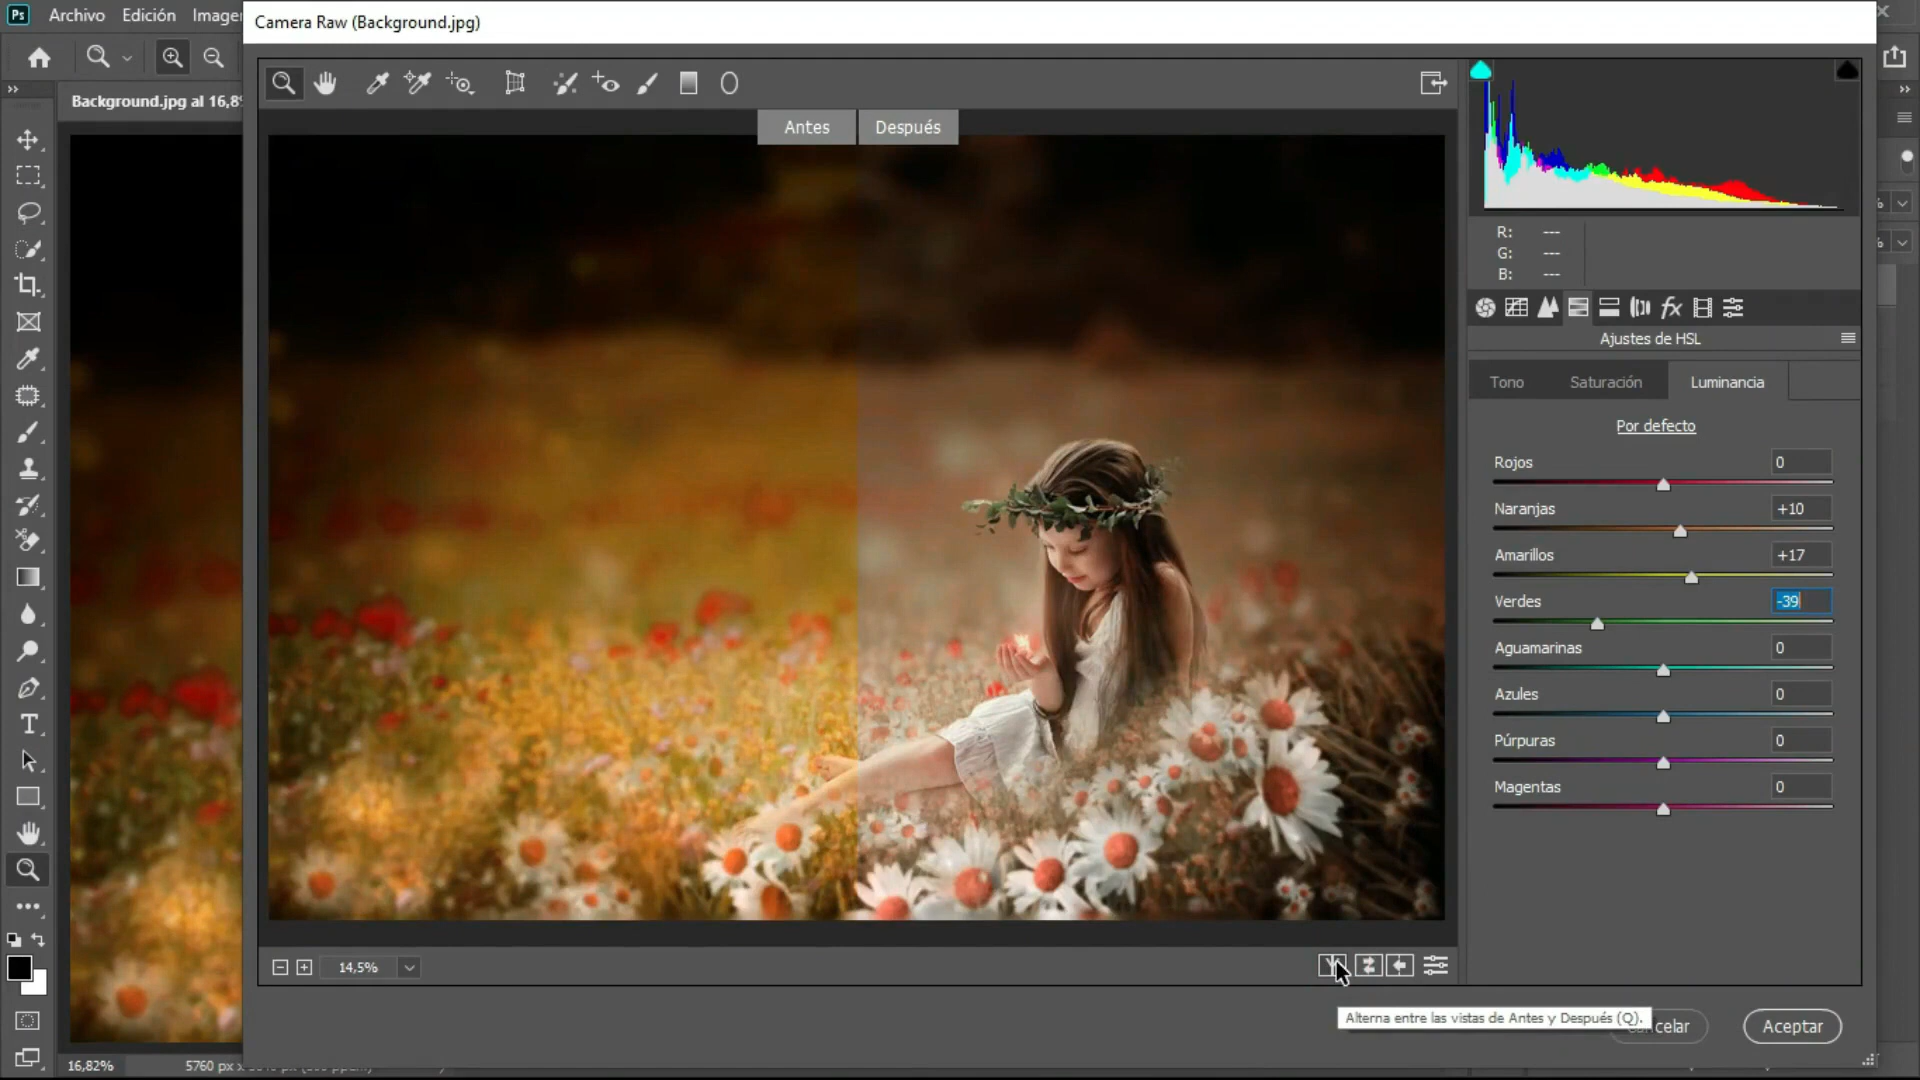 Ps Archivo Edición Imagen
Camera Raw (Background.jpg)
Background.jpg al 16,8
Antes Después
R: ---
G: ---
B: ---
fx
Ajustes de HSL
Tono Saturación Luminancia
Por defecto
Rojos 0
Naranjas +10
Amarillos +17
Verdes -39
Aguamarinas 0
Azules 0
Púrpuras 0
Magentas 0
T
14,5%
Alterna entre las vistas de Antes y Después (Q).
Aceptar
16,82% 5760 px x